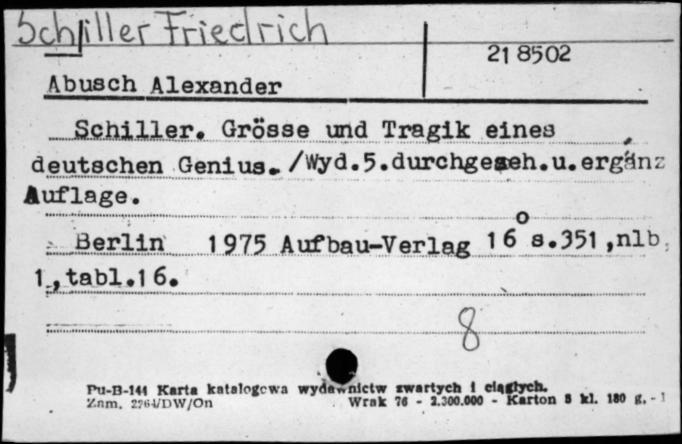 Schiller Friedrich
21 8502
Abusch Alexander
Schiller. Grösse und Tragik eines
deutschen Genius. /Wyd.5.durchgeseh.u.ergänz
Auflage.
Berlin 1975 Aufbau-Verlag 16° s.351,nlb.
1,tabl.16.
8
Pu-B-144 Karta katalogowa wydawnictw zwartych i ciągłych.
Zam. 2264/DW/On Wrak 76 - 2.300.000 - Karton 8 kl. 180 g. - 1